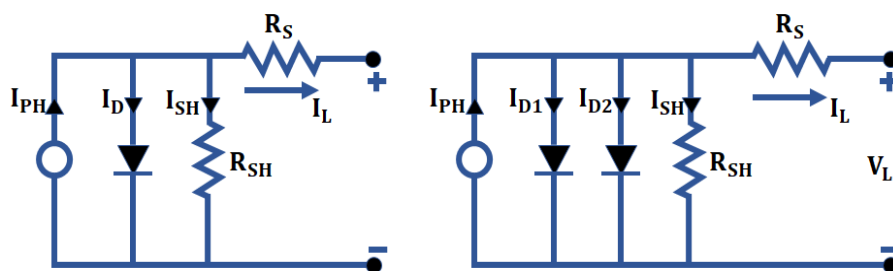 R_S
+
I_PH
I_D
I_SH
I_L
R_SH
−
R_S
+
I_PH
I_D1
I_D2
I_SH
I_L
R_SH
V_L
−